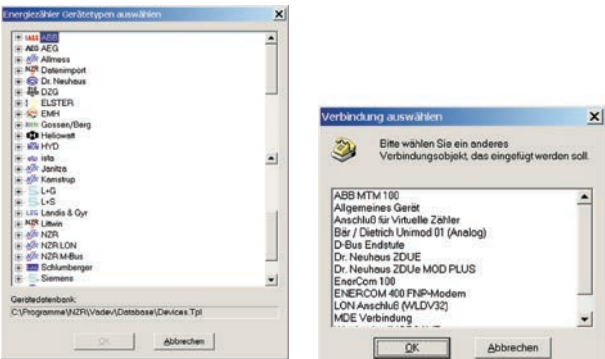 Energiezähler Gerätetypen auswählen
ABB
AEG AEG
Allmess
NZR Datenimport
Dr. Neuhaus
DZG
ELSTER
EMH
Gossen/Berg
Heliowatt
HYD
ista
Janitza
Kamstrup
L+G
L+S
Landis & Gyr
NZR Littwin
NZR
NZR LON
NZR M-Bus
Schlumberger
Siemens
Gerätedatenbank:
C:\Programme\NZR\Vadev\Database\Devices.Tpl
OK Abbrechen
Verbindung auswählen
Bitte wählen Sie ein anderes
Verbindungsobjekt, das eingefügt werden soll.
ABB MTM 100
Allgemeines Gerät
Anschluß für Virtuelle Zähler
Bär / Dietrich Unimod 01 (Analog)
D-Bus Endstufe
Dr. Neuhaus ZDUE
Dr. Neuhaus ZDUe MOD PLUS
EnerCom 100
ENERCOM 400 FNP-Modem
LON Anschluß (WLDV32)
MDE Verbindung
OK Abbrechen